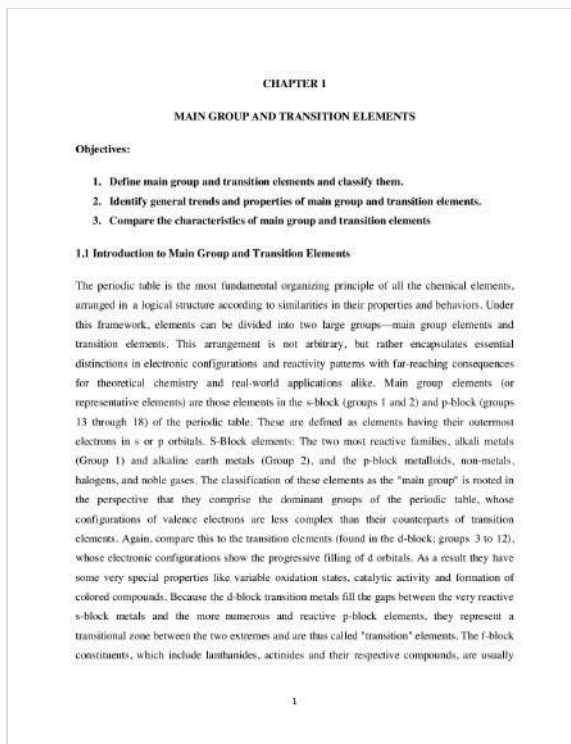 CHAPTER 1
MAIN GROUP AND TRANSITION ELEMENTS
Objectives:
1. Define main group and transition elements and classify them.
2. Identify general trends and properties of main group and transition elements.
3. Compare the characteristics of main group and transition elements
1.1 Introduction to Main Group and Transition Elements
The periodic table is the most fundamental organizing principle of all the chemical elements,
arranged in a logical structure according to similarities in their properties and behaviors. Under
this framework, elements can be divided into two large groups—main group elements and
transition elements. This arrangement is not arbitrary, but rather encapsulates essential
distinctions in electronic configurations and reactivity patterns with far-reaching consequences
for theoretical chemistry and real-world applications alike. Main group elements (or
representative elements) are those elements in the s-block (groups 1 and 2) and p-block (groups
13 through 18) of the periodic table. These are defined as elements having their outermost
electrons in s or p orbitals. S-Block elements: The two most reactive families, alkali metals
(Group 1) and alkaline earth metals (Group 2), and the p-block metalloids, non-metals,
halogens, and noble gases. The classification of these elements as the "main group" is rooted in
the perspective that they comprise the dominant groups of the periodic table, whose
configurations of valence electrons are less complex than their counterparts of transition
elements. Again, compare this to the transition elements (found in the d-block; groups 3 to 12),
whose electronic configurations show the progressive filling of d orbitals. As a result they have
some very special properties like variable oxidation states, catalytic activity and formation of
colored compounds. Because the d-block transition metals fill the gaps between the very reactive
s-block metals and the more numerous and reactive p-block elements, they represent a
transitional zone between the two extremes and are thus called "transition" elements. The f-block
constituents, which include lanthanides, actinides and their respective compounds, are usually
1